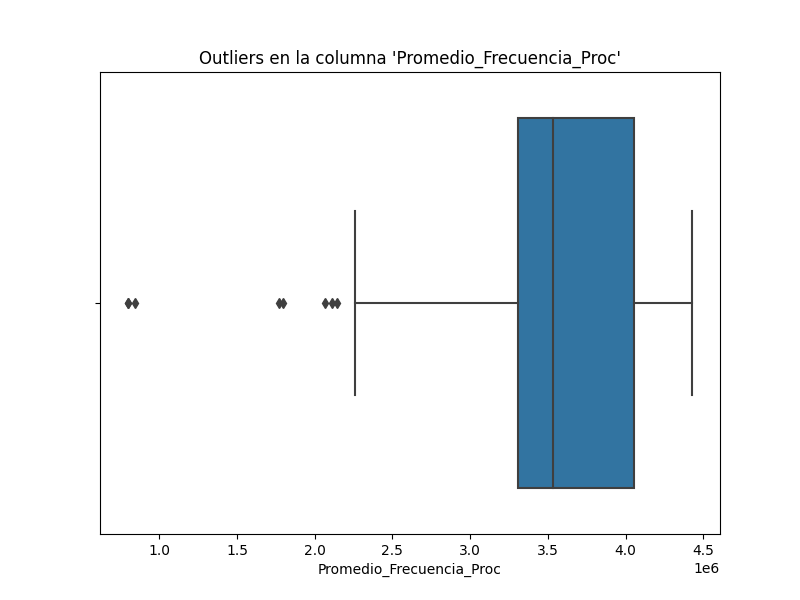 Outliers en la columna 'Promedio_Frecuencia_Proc'
1.0 1.5 2.0 2.5 3.0 3.5 4.0 4.5
1e6
Promedio_Frecuencia_Proc